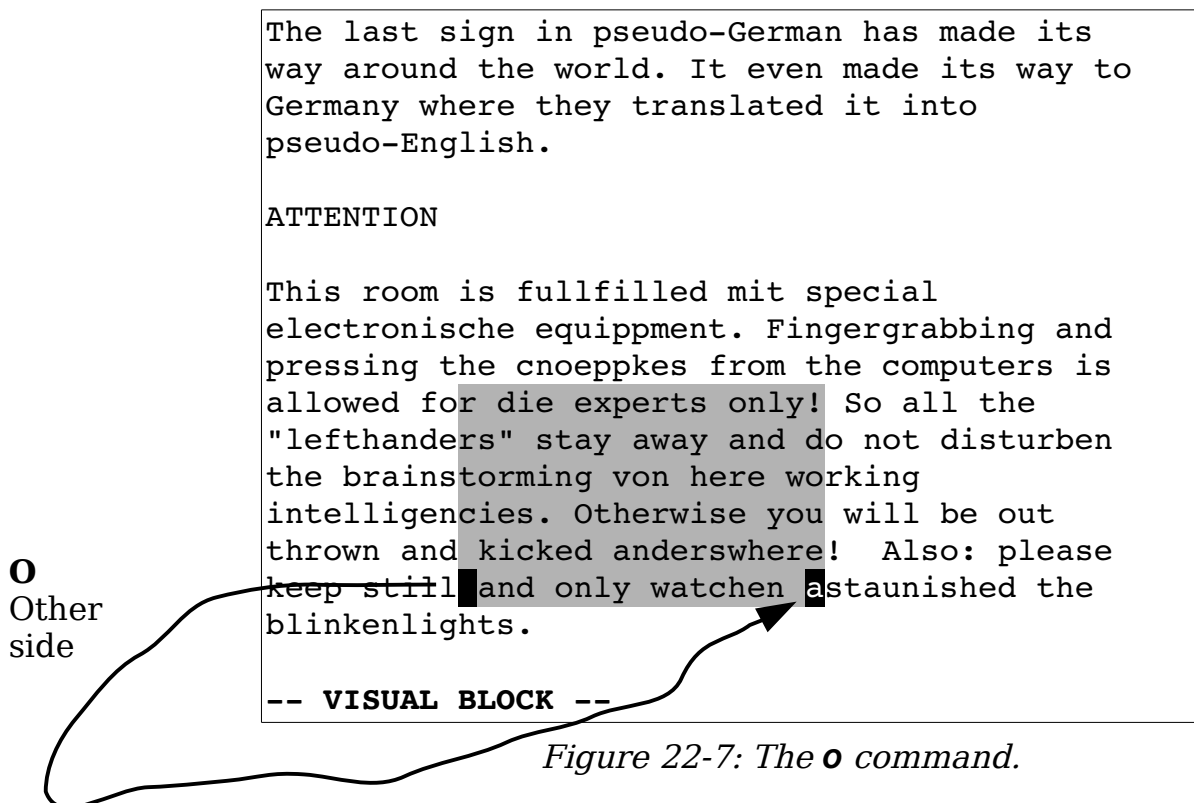 The last sign in pseudo-German has made its
way around the world. It even made its way to
Germany where they translated it into
pseudo-English.
ATTENTION
This room is fullfilled mit special
electronische equippment. Fingergrabbing and
pressing the cnoeppkes from the computers is
allowed for die experts only! So all the
"lefthanders" stay away and do not disturben
the brainstorming von here working
intelligencies. Otherwise you will be out
thrown and kicked anderswhere!  Also: please
keep still and only watchen astaunished the
blinkenlights.
-- VISUAL BLOCK --
O
Other
side
Figure 22-7: The o command.